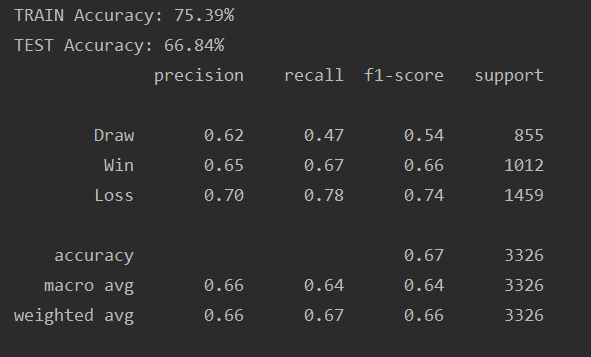 TRAIN Accuracy: 75.39%
TEST Accuracy: 66.84%
precision recall f1-score support
Draw 0.62 0.47 0.54 855
Win 0.65 0.67 0.66 1012
Loss 0.70 0.78 0.74 1459
accuracy 0.67 3326
macro avg 0.66 0.64 0.64 3326
weighted avg 0.66 0.67 0.66 3326